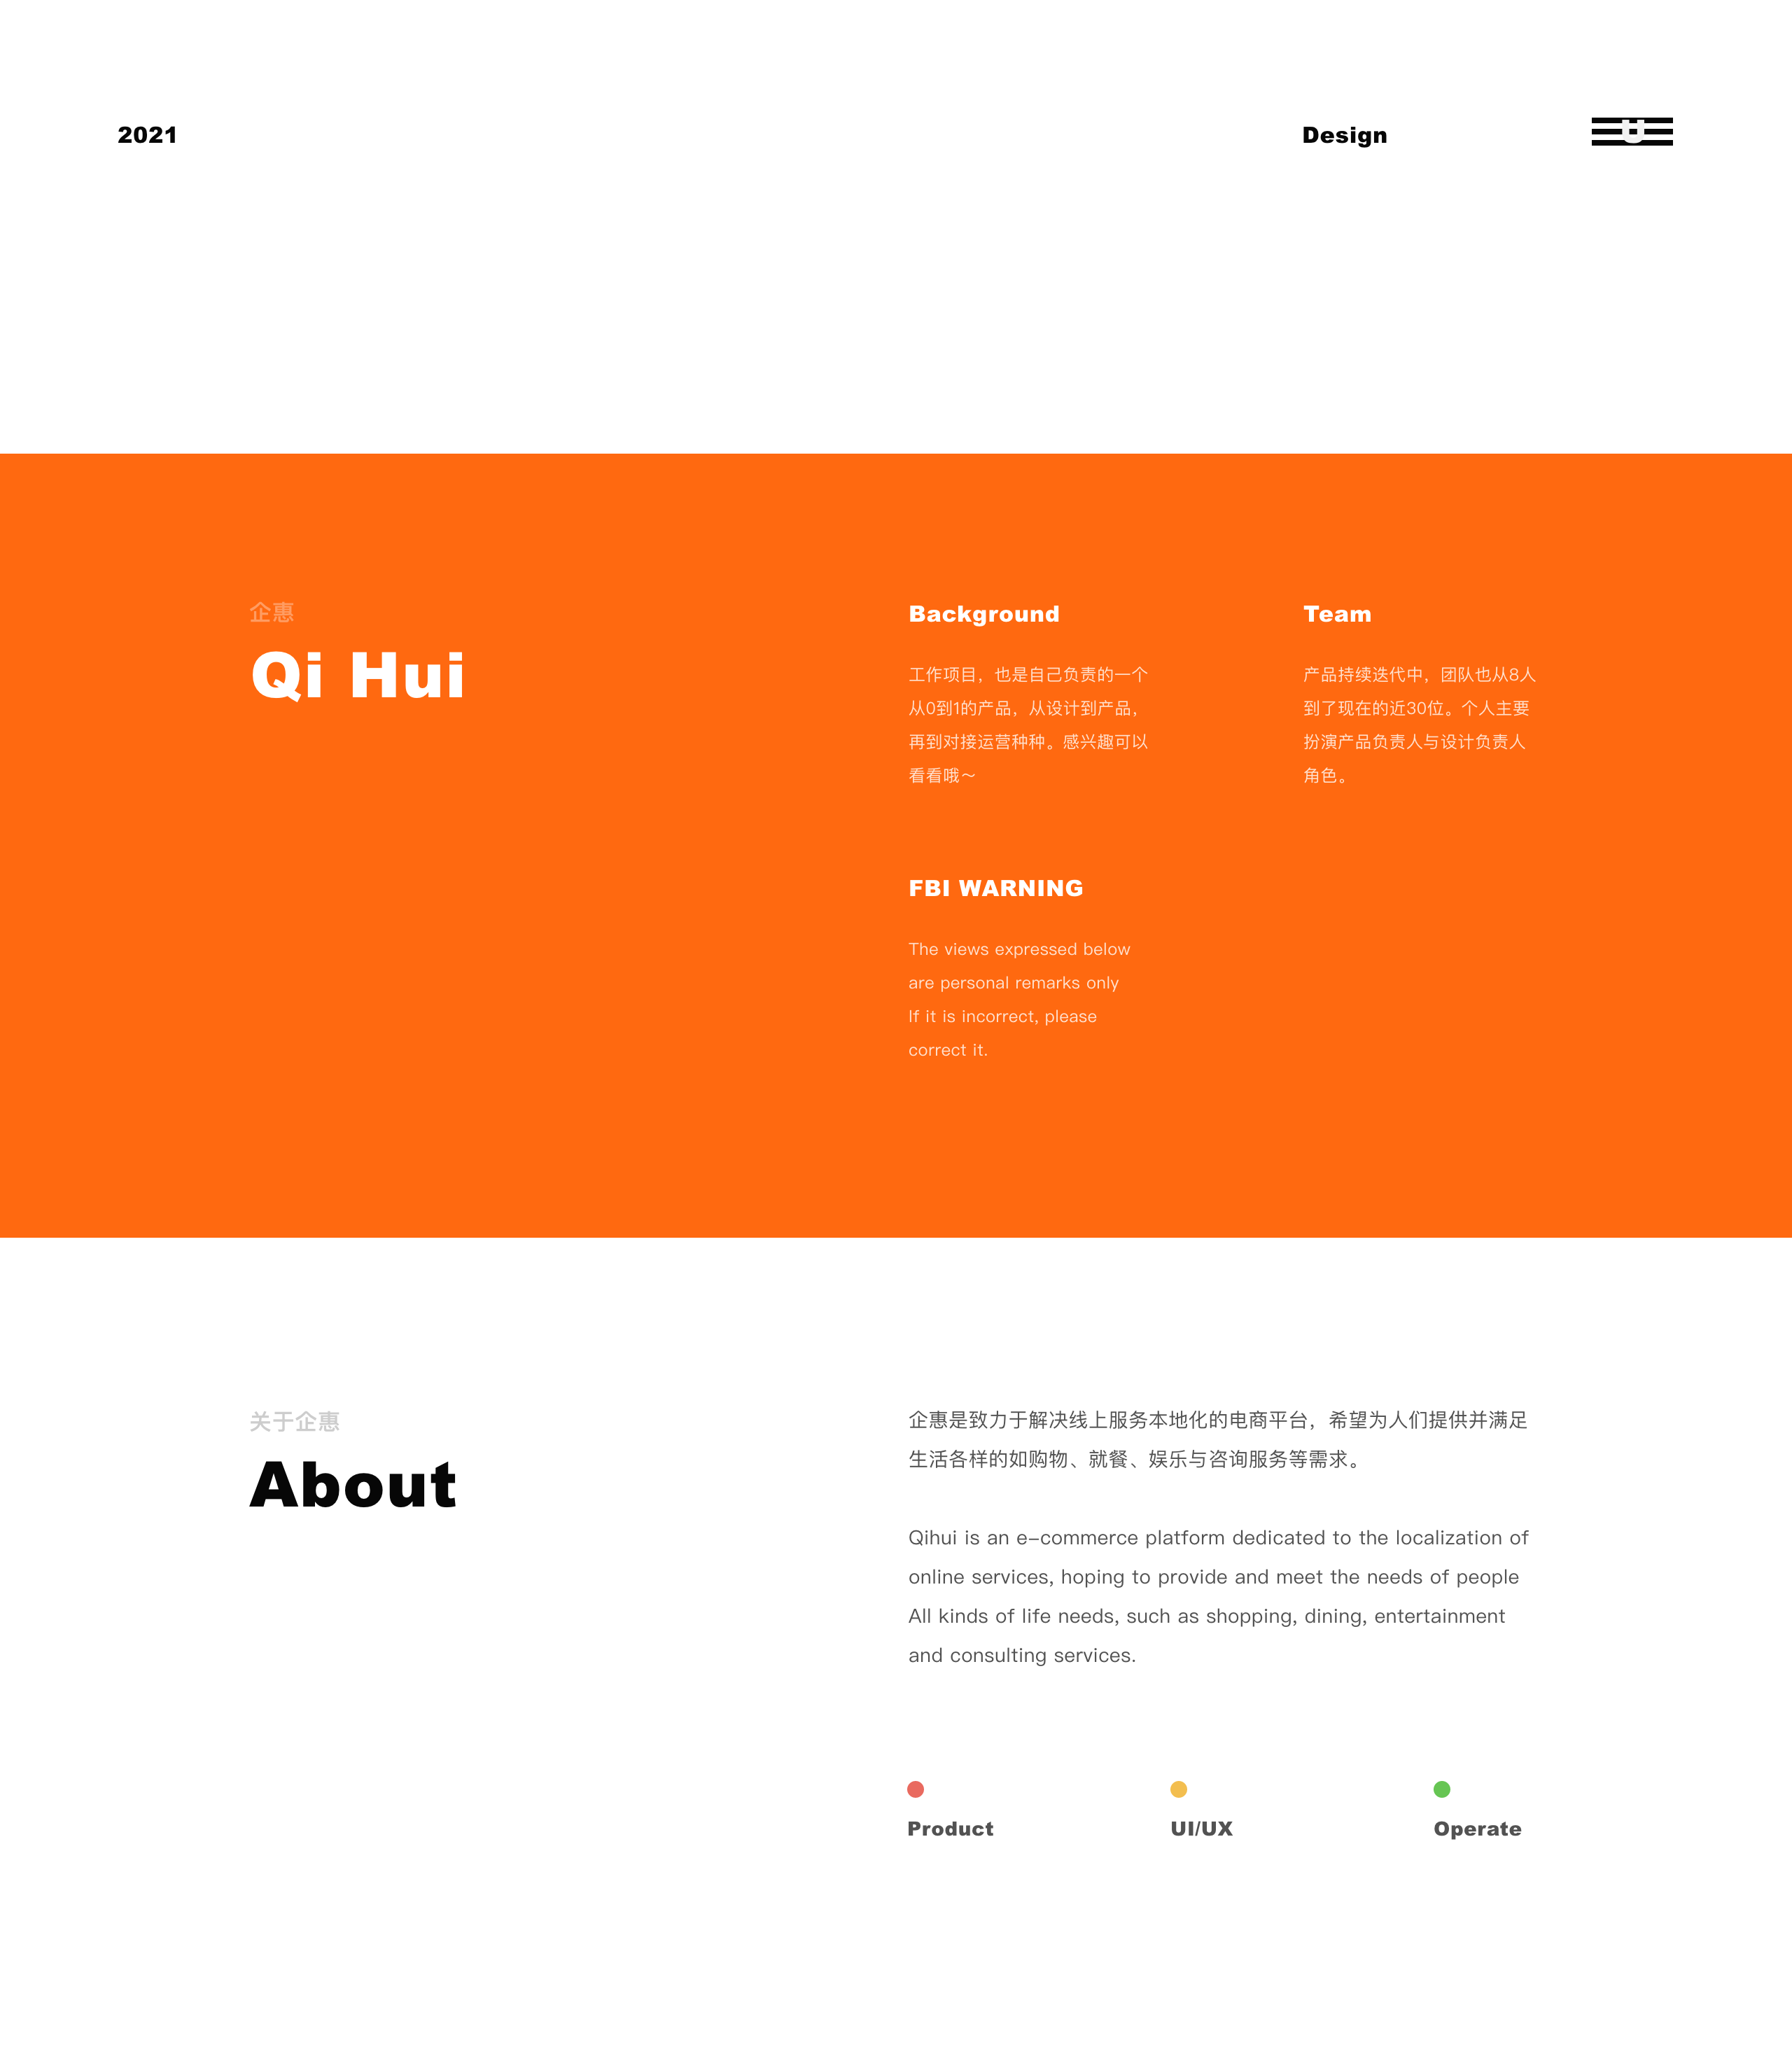 2021
Design
U
企惠
Qi Hui
Background
工作项目，也是自己负责的一个
从0到1的产品，从设计到产品，
再到对接运营种种。感兴趣可以
看看哦～
Team
产品持续迭代中，团队也从8人
到了现在的近30位。个人主要
扮演产品负责人与设计负责人
角色。
FBI WARNING
The views expressed below
are personal remarks only
If it is incorrect, please
correct it.
关于企惠
About
企惠是致力于解决线上服务本地化的电商平台，希望为人们提供并满足
生活各样的如购物、就餐、娱乐与咨询服务等需求。
Qihui is an e-commerce platform dedicated to the localization of
online services, hoping to provide and meet the needs of people
All kinds of life needs, such as shopping, dining, entertainment
and consulting services.
Product
UI/UX
Operate